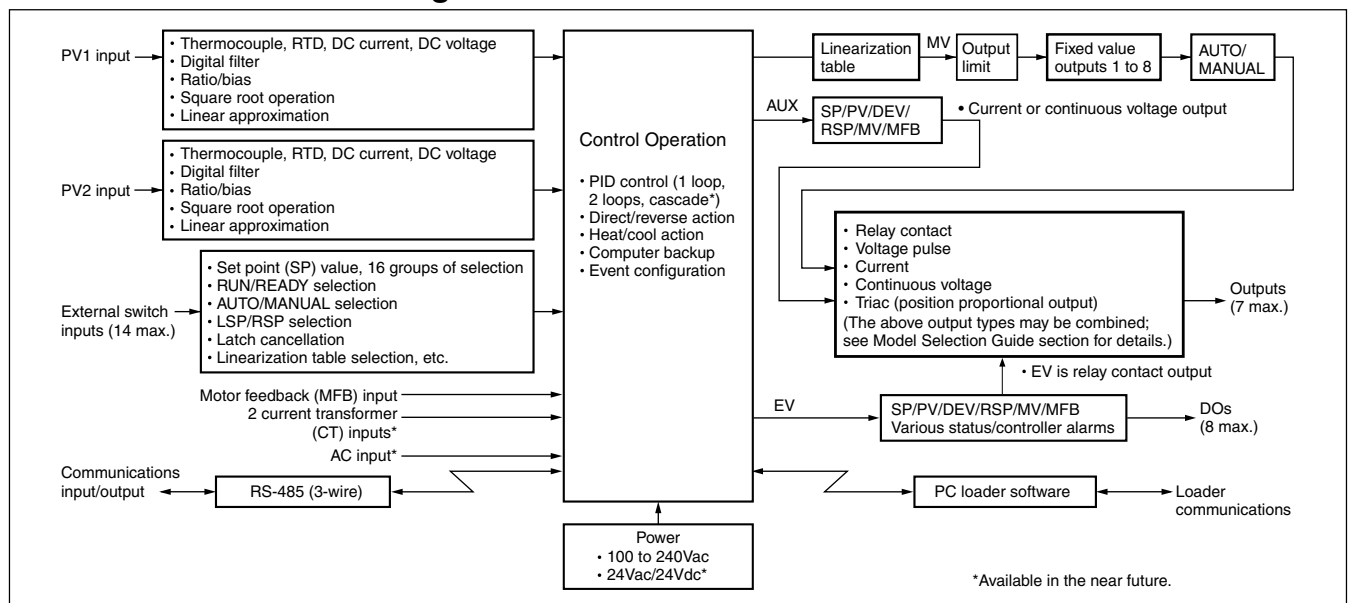 PV1 input
• Thermocouple, RTD, DC current, DC voltage
• Digital filter
• Ratio/bias
• Square root operation
• Linear approximation
PV2 input
• Thermocouple, RTD, DC current, DC voltage
• Digital filter
• Ratio/bias
• Square root operation
• Linear approximation
External switch
inputs (14 max.)
• Set point (SP) value, 16 groups of selection
• RUN/READY selection
• AUTO/MANUAL selection
• LSP/RSP selection
• Latch cancellation
• Linearization table selection, etc.
Motor feedback (MFB) input
2 current transformer
(CT) inputs*
AC input*
Communications
input/output
RS-485 (3-wire)
Control Operation
• PID control (1 loop,
2 loops, cascade*)
• Direct/reverse action
• Heat/cool action
• Computer backup
• Event configuration
Power
• 100 to 240Vac
• 24Vac/24Vdc*
Linearization
table
MV
Output
limit
Fixed value
outputs 1 to 8
AUTO/
MANUAL
AUX
SP/PV/DEV/
RSP/MV/MFB
• Current or continuous voltage output
• Relay contact
• Voltage pulse
• Current
• Continuous voltage
• Triac (position proportional output)
(The above output types may be combined;
see Model Selection Guide section for details.)
Outputs
(7 max.)
• EV is relay contact output
EV
SP/PV/DEV/RSP/MV/MFB
Various status/controller alarms
DOs
(8 max.)
PC loader software
Loader
communications
*Available in the near future.